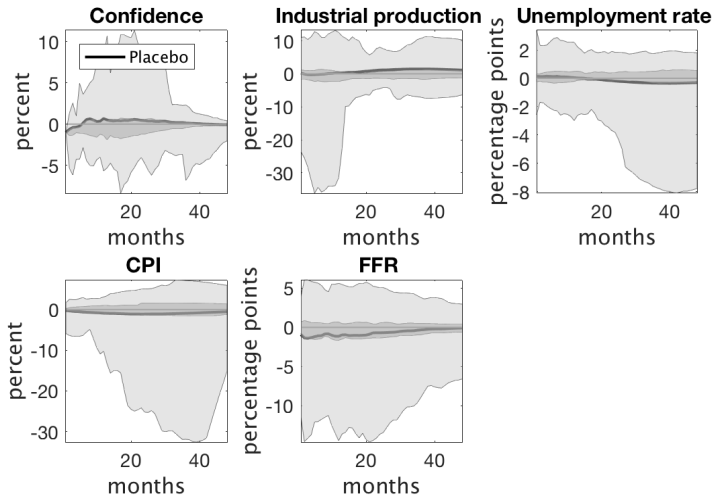 Confidence
10
5
0
-5
percent
Placebo
20 40
months
Industrial production
10
0
-10
-20
-30
percent
20 40
months
Unemployment rate
2
0
-2
-4
-6
-8
percentage points
20 40
months
CPI
0
-10
-20
-30
percent
20 40
months
FFR
5
0
-5
-10
percentage points
20 40
months